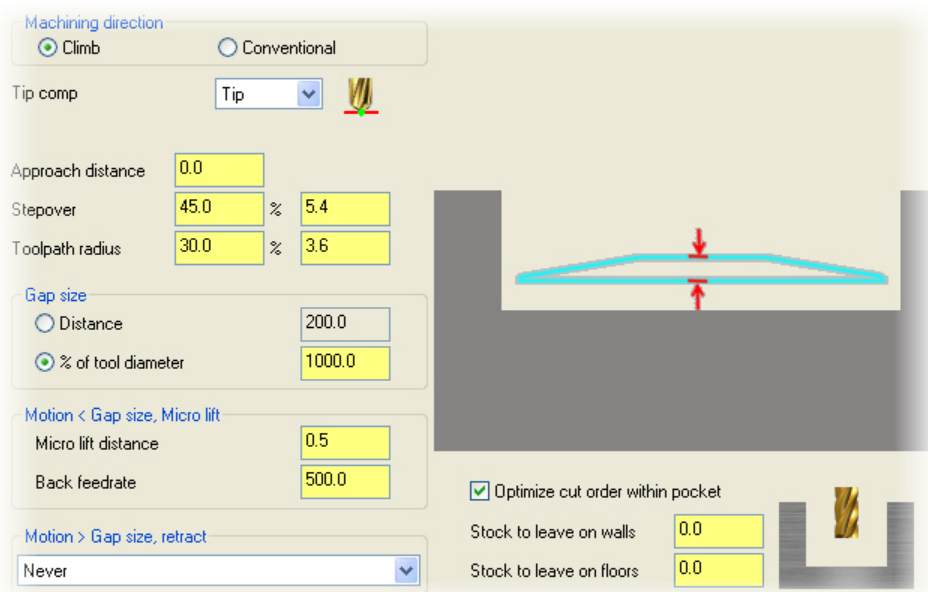 Machining direction
Climb Conventional
Tip comp Tip
Approach distance 0.0
Stepover 45.0 % 5.4
Toolpath radius 30.0 % 3.6
Gap size
Distance 200.0
% of tool diameter 1000.0
Motion < Gap size, Micro lift
Micro lift distance 0.5
Back feedrate 500.0
Motion > Gap size, retract
Never
Optimize cut order within pocket
Stock to leave on walls 0.0
Stock to leave on floors 0.0